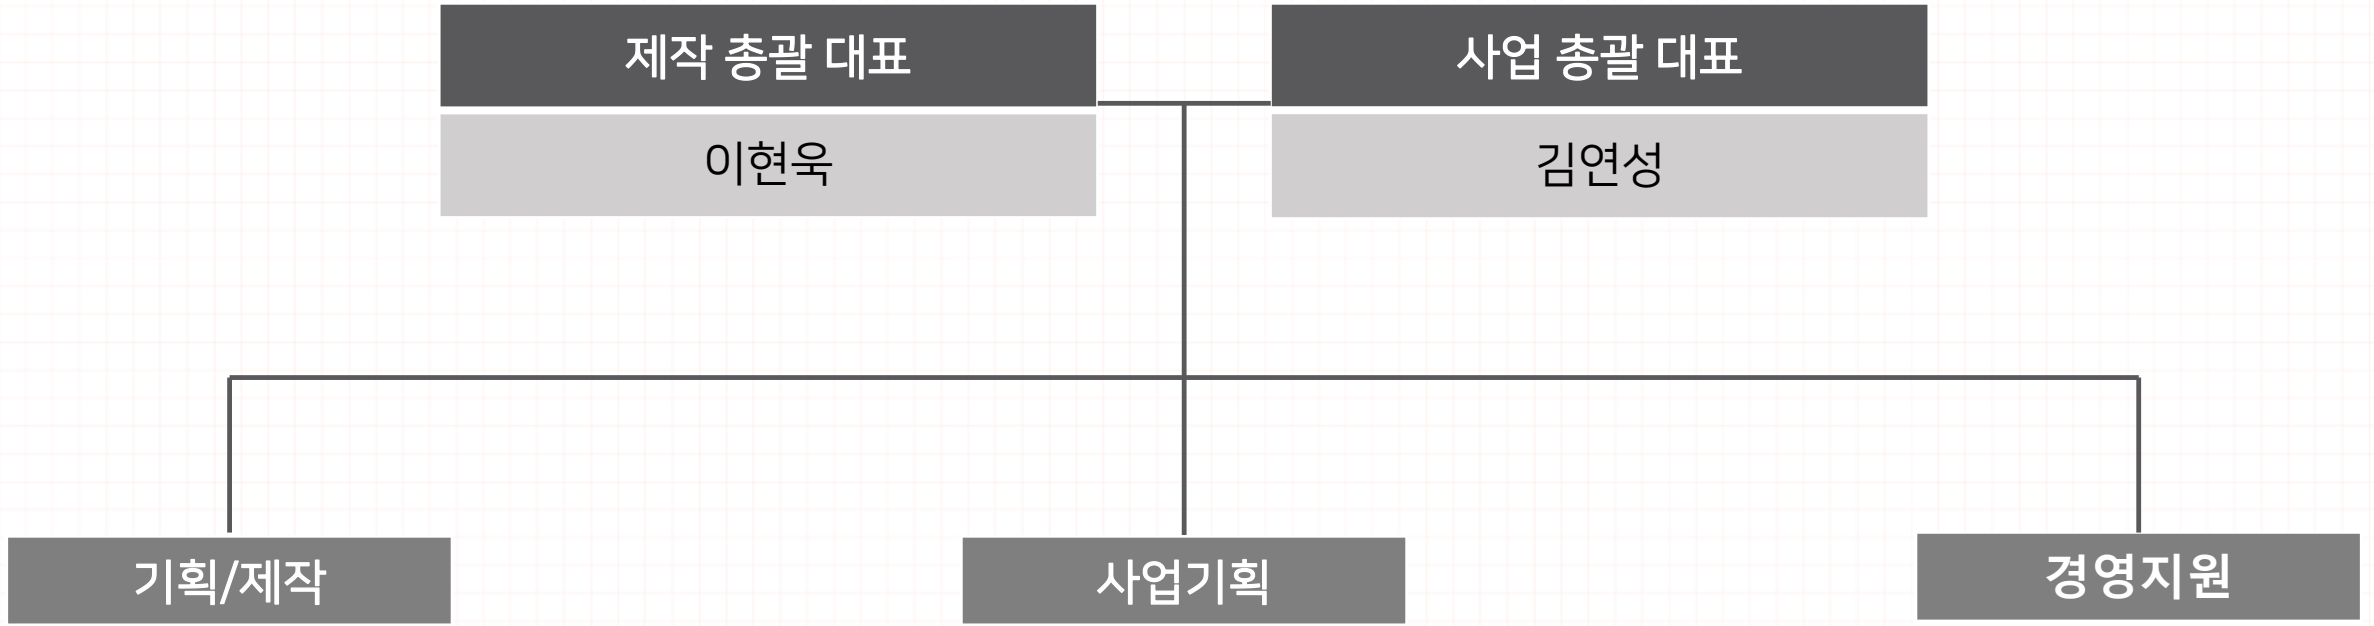 제작 총괄 대표
사업 총괄 대표
이현욱
김연성
기획/제작
사업기획
경영지원